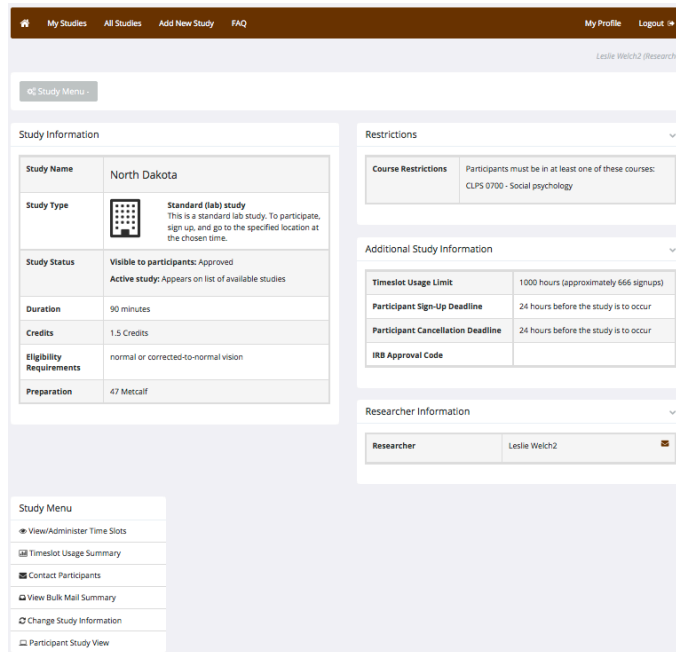 My Studies All Studies Add New Study FAQ My Profile Logout
Leslie Welch2 (Research
Study Menu -
Study Information
Study Name North Dakota
Study Type Standard (lab) study
This is a standard lab study. To participate,
sign up, and go to the specified location at
the chosen time.
Study Status Visible to participants: Approved
Active study: Appears on list of available studies
Duration 90 minutes
Credits 1.5 Credits
Eligibility
Requirements normal or corrected-to-normal vision
Preparation 47 Metcalf
Restrictions
Course Restrictions Participants must be in at least one of these courses:
CLPS 0700 - Social psychology
Additional Study Information
Timeslot Usage Limit 1000 hours (approximately 666 signups)
Participant Sign-Up Deadline 24 hours before the study is to occur
Participant Cancellation Deadline 24 hours before the study is to occur
IRB Approval Code
Researcher Information
Researcher Leslie Welch2
Study Menu
View/Administer Time Slots
Timeslot Usage Summary
Contact Participants
View Bulk Mail Summary
Change Study Information
Participant Study View